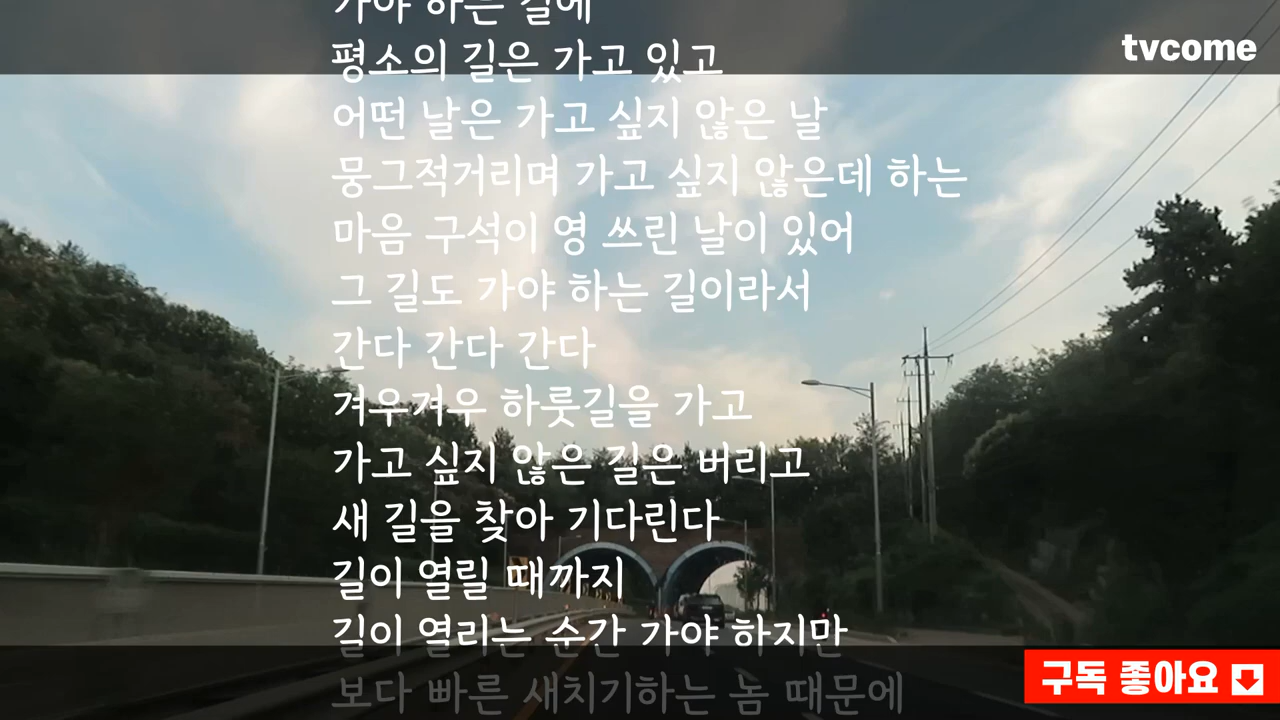 가야 하는 길에
tvcome
평소의 길은 가고 있고
어떤 날은 가고 싶지 않은 날
뭉그적거리며 가고 싶지 않은데 하는
마음 구석이 영 쓰린 날이 있어
그 길도 가야 하는 길이라서
간다 간다 간다
겨우겨우 하룻길을 가고
가고 싶지 않은 길은 버리고
새 길을 찾아 기다린다
길이 열릴 때까지
길이 열리는 순간 가야 하지만
보다 빠른 새치기하는 놈 때문에
구독 좋아요